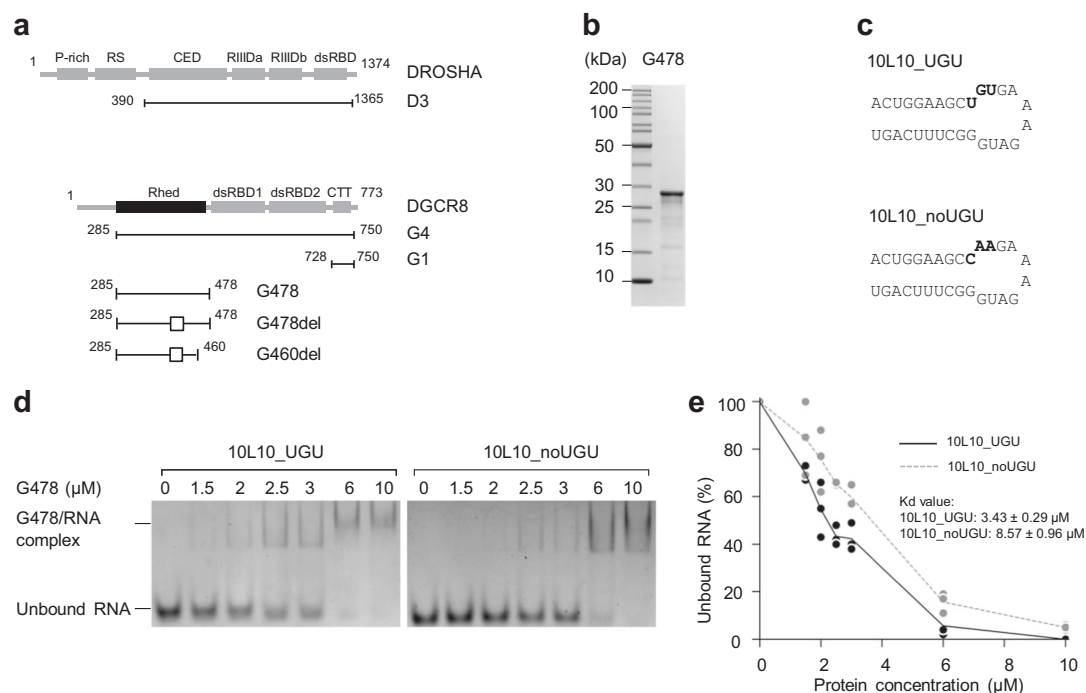 a
P-rich RS CED RIIIDa RIIIDb dsRBD
1 1374
DROSHA
390 1365
D3
1 Rhed dsRBD1 dsRBD2 CTT 773
DGCR8
285 750
G4
728 750
G1
285 478 G478
285 478 G478del
285 460 G460del
b
(kDa) G478
200
100
50
30
25
15
10
c
10L10_UGU
ACUGGAAGCUGUGA
A
A
UGACUUUCGGGUAG
10L10_noUGU
ACUGGAAGCCAAGA
A
A
UGACUUUCGGGUAG
d
10L10_UGU 10L10_noUGU
G478 (µM) 0 1.5 2 2.5 3 6 10 0 1.5 2 2.5 3 6 10
G478/RNA
complex
Unbound RNA
e
Unbound RNA (%)
100
80
60
40
20
0
0 2 4 6 8 10
Protein concentration (µM)
10L10_UGU
10L10_noUGU
Kd value:
10L10_UGU: 3.43 ± 0.29 µM
10L10_noUGU: 8.57 ± 0.96 µM